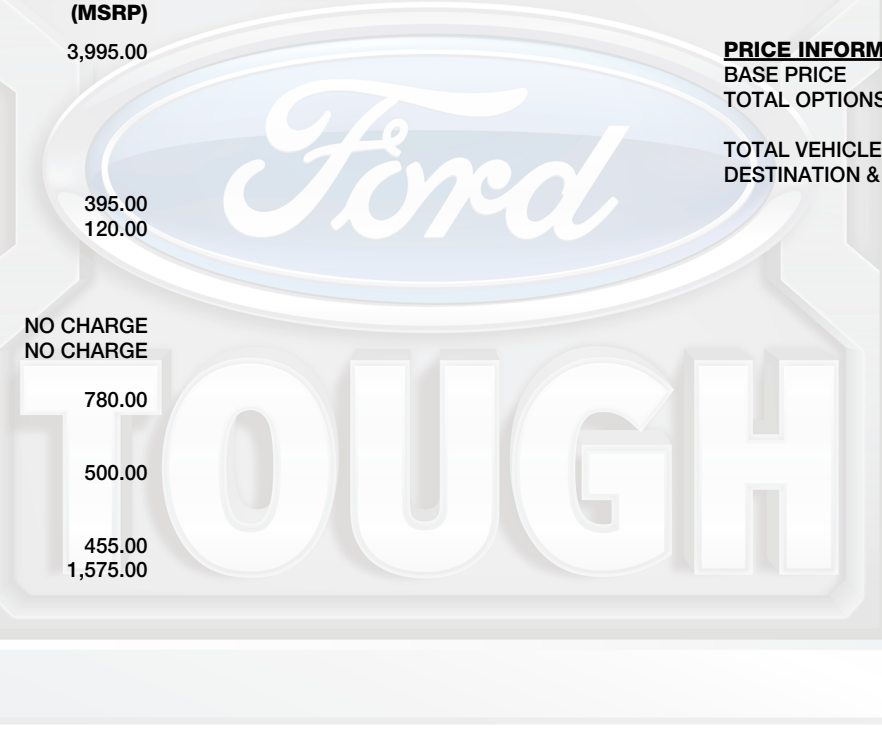 (MSRP)
3,995.00
395.00
120.00
NO CHARGE
NO CHARGE
780.00
500.00
455.00
1,575.00
PRICE INFORM
BASE PRICE
TOTAL OPTIONS
TOTAL VEHICLE
DESTINATION &
Ford
TOUGH